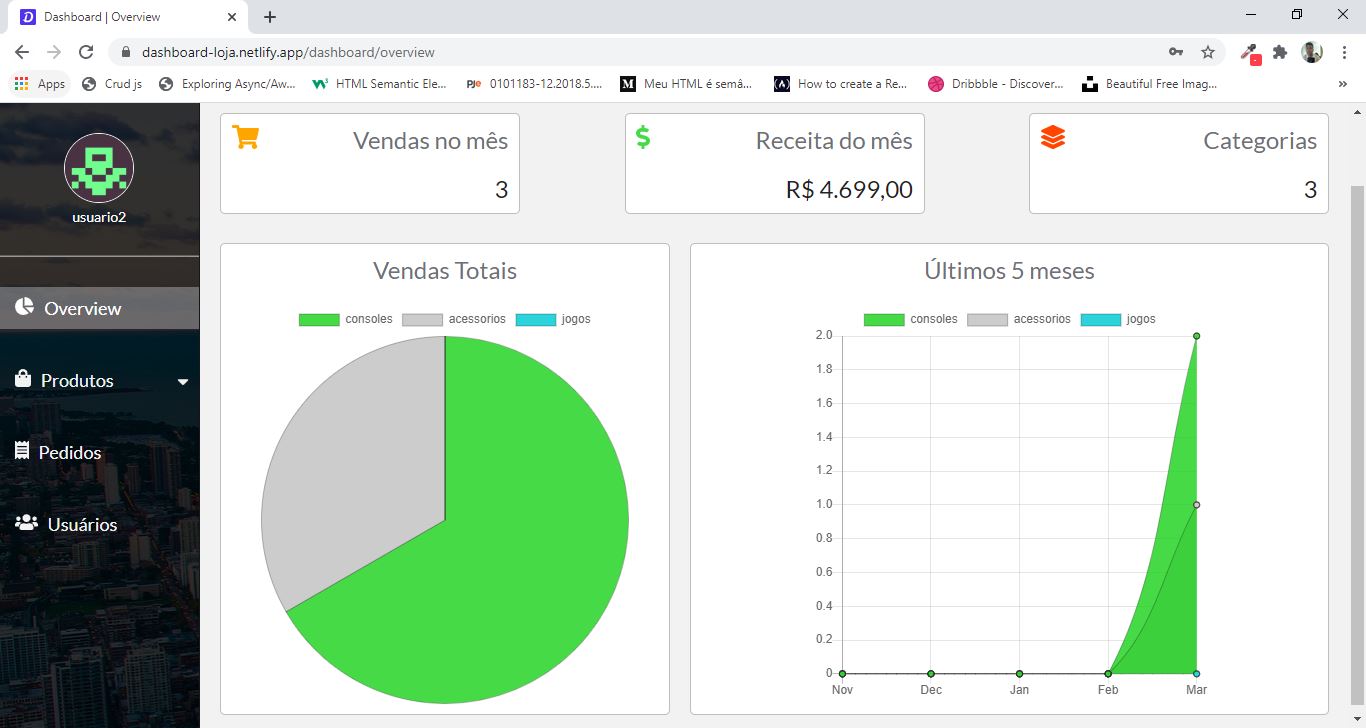 Dashboard | Overview
dashboard-loja.netlify.app/dashboard/overview
Apps Crud js Exploring Async/Aw... HTML Semantic Ele... PJe 0101183-12.2018.5.... Meu HTML é semâ... How to create a Re... Dribbble - Discover... Beautiful Free Imag... »
usuario2
Overview
Produtos
Pedidos
Usuários
Vendas no mês
3
Receita do mês
R$ 4.699,00
Categorias
3
Vendas Totais
consoles acessorios jogos
Últimos 5 meses
consoles acessorios jogos
2.0
1.8
1.6
1.4
1.2
1.0
0.8
0.6
0.4
0.2
0
Nov Dec Jan Feb Mar